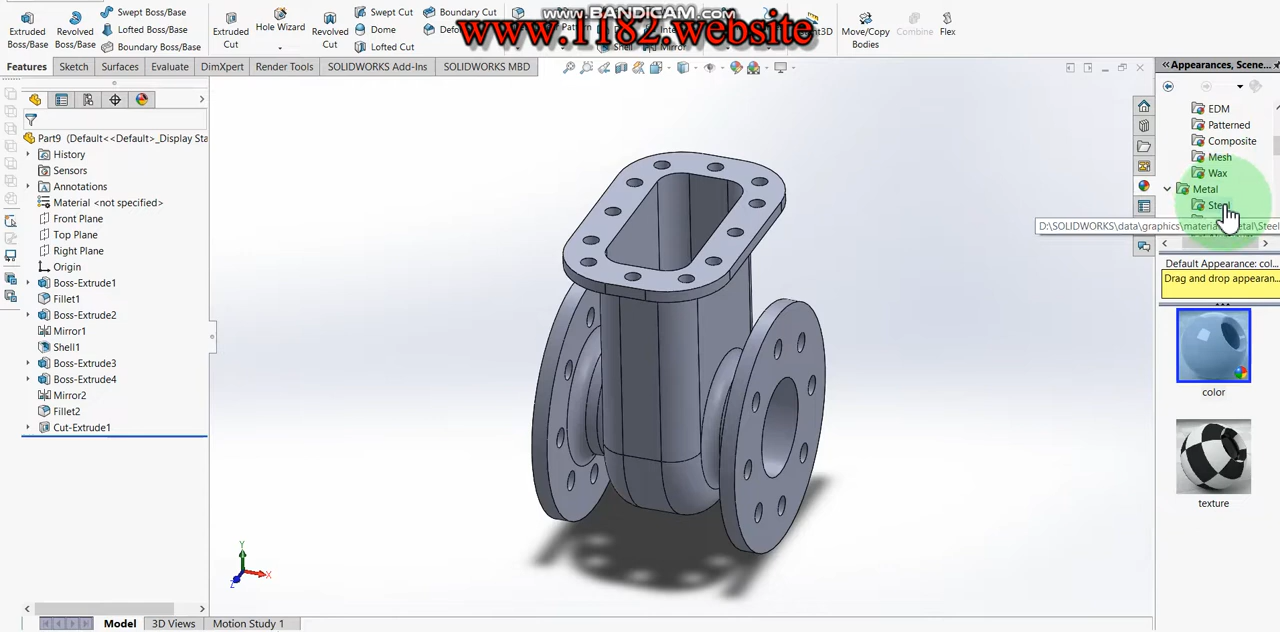 www.BANDICAM.com
www.1182.website
Extruded Boss/Base
Revolved Boss/Base
Swept Boss/Base
Lofted Boss/Base
Boundary Boss/Base
Extruded Cut
Hole Wizard
Revolved Cut
Swept Cut
Dome
Lofted Cut
Boundary Cut
Shell
Mirror
Move/Copy Bodies
Combine
Flex
Features
Sketch
Surfaces
Evaluate
DimXpert
Render Tools
SOLIDWORKS Add-Ins
SOLIDWORKS MBD
Part9 (Default<<Default>_Display Sta
History
Sensors
Annotations
Material <not specified>
Front Plane
Top Plane
Right Plane
Origin
Boss-Extrude1
Fillet1
Boss-Extrude2
Mirror1
Shell1
Boss-Extrude3
Boss-Extrude4
Mirror2
Fillet2
Cut-Extrude1
Y
X
Z
Appearances, Scene...
EDM
Patterned
Composite
Mesh
Wax
Metal
Steel
Default Appearance: col...
Drag and drop appearan...
color
texture
Model
3D Views
Motion Study 1